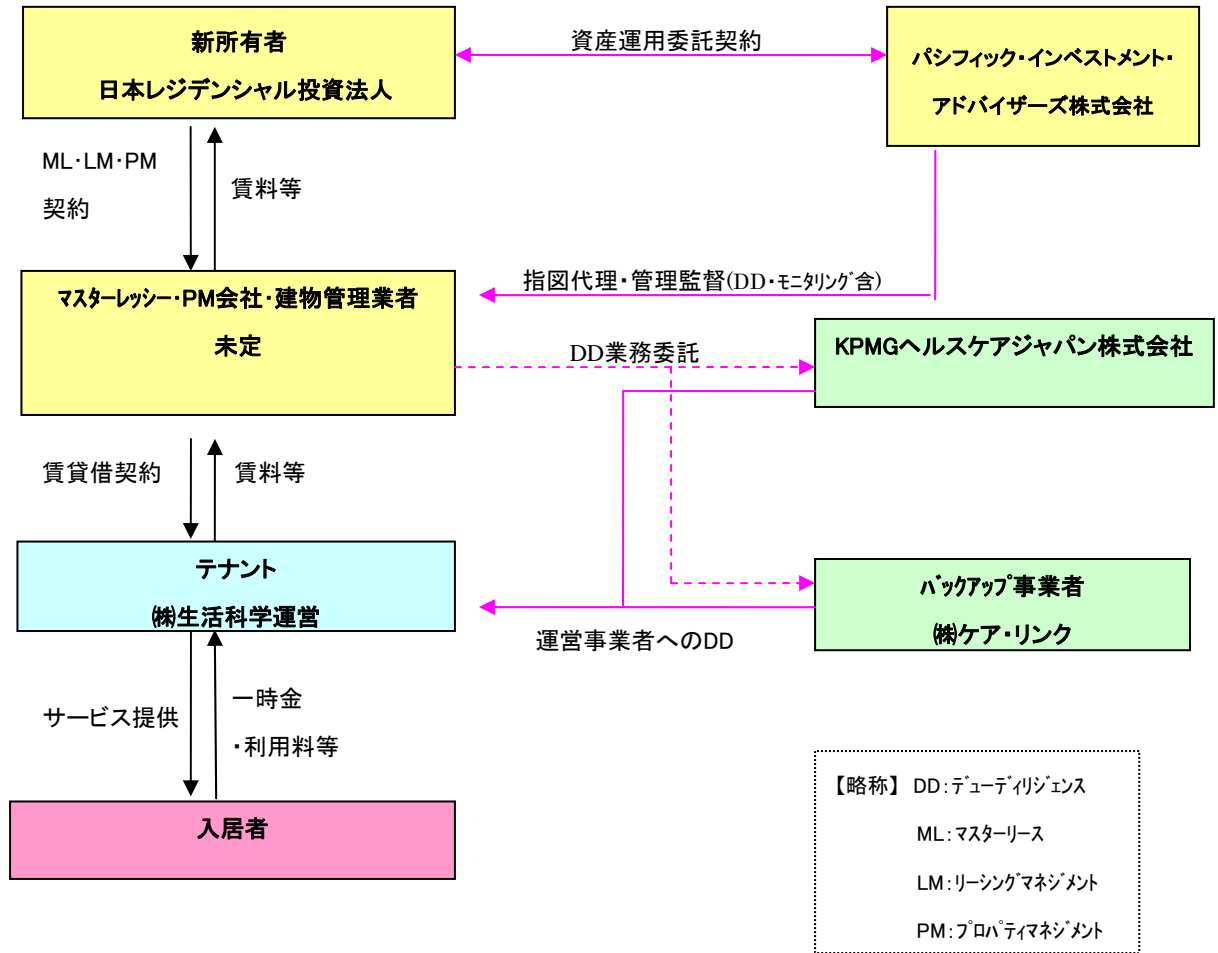 新所有者
日本レジデンシャル投資法人
資産運用委託契約
パシフィック・インベストメント・
アドバイザーズ株式会社
ML・LM・PM
契約
賃料等
指図代理・管理監督(DD・ﾓﾆﾀﾘﾝｸﾞ含)
ﾏｽﾀｰﾚｯｼｰ・PM会社・建物管理業者
未定
DD業務委託
KPMGヘルスケアジャパン株式会社
賃貸借契約
賃料等
テナント
㈱生活科学運営
運営事業者へのDD
ﾊﾞｯｸｱｯﾌﾟ事業者
㈱ケア・リンク
サービス提供
一時金
・利用料等
入居者
【略称】 DD:ﾃﾞｭｰﾃﾞｨﾘｼﾞｪﾝｽ
ML:ﾏｽﾀｰﾘｰｽ
LM:ﾘｰｼﾝｸﾞﾏﾈｼﾞﾒﾝﾄ
PM:ﾌﾟﾛﾊﾟﾃｨﾏﾈｼﾞﾒﾝﾄ